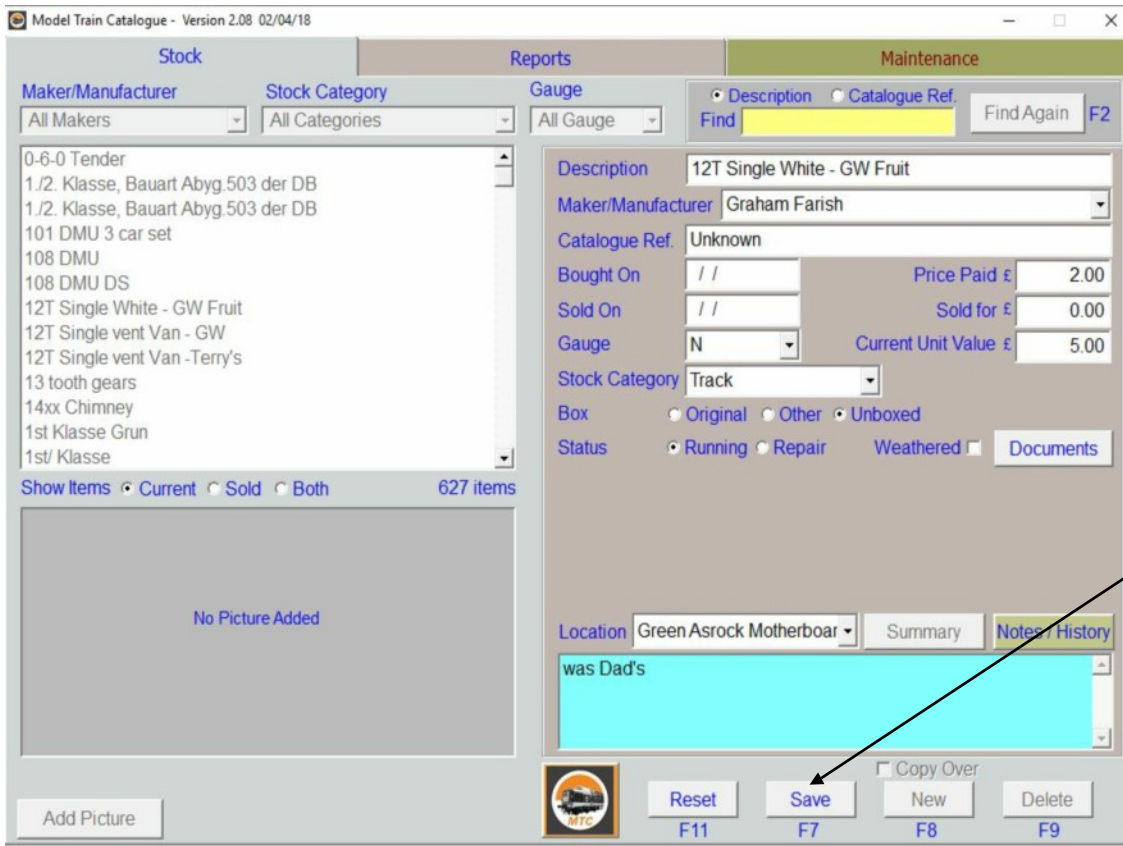 Model Train Catalogue - Version 2.08 02/04/18
Stock Reports Maintenance
Maker/Manufacturer Stock Category Gauge
All Makers All Categories All Gauge
Description Catalogue Ref.
Find Find Again F2
0-6-0 Tender
1./2. Klasse, Bauart Abyg.503 der DB
1./2. Klasse, Bauart Abyg.503 der DB
101 DMU 3 car set
108 DMU
108 DMU DS
12T Single White - GW Fruit
12T Single vent Van - GW
12T Single vent Van -Terry's
13 tooth gears
14xx Chimney
1st Klasse Grun
1st/ Klasse
Show Items Current Sold Both 627 items
No Picture Added
Add Picture
Description 12T Single White - GW Fruit
Maker/Manufacturer Graham Farish
Catalogue Ref. Unknown
Bought On / / Price Paid £ 2.00
Sold On / / Sold for £ 0.00
Gauge N Current Unit Value £ 5.00
Stock Category Track
Box Original Other Unboxed
Status Running Repair Weathered Documents
Location Green Asrock Motherboar Summary Notes / History
was Dad's
Copy Over
MTC Reset Save New Delete
F11 F7 F8 F9